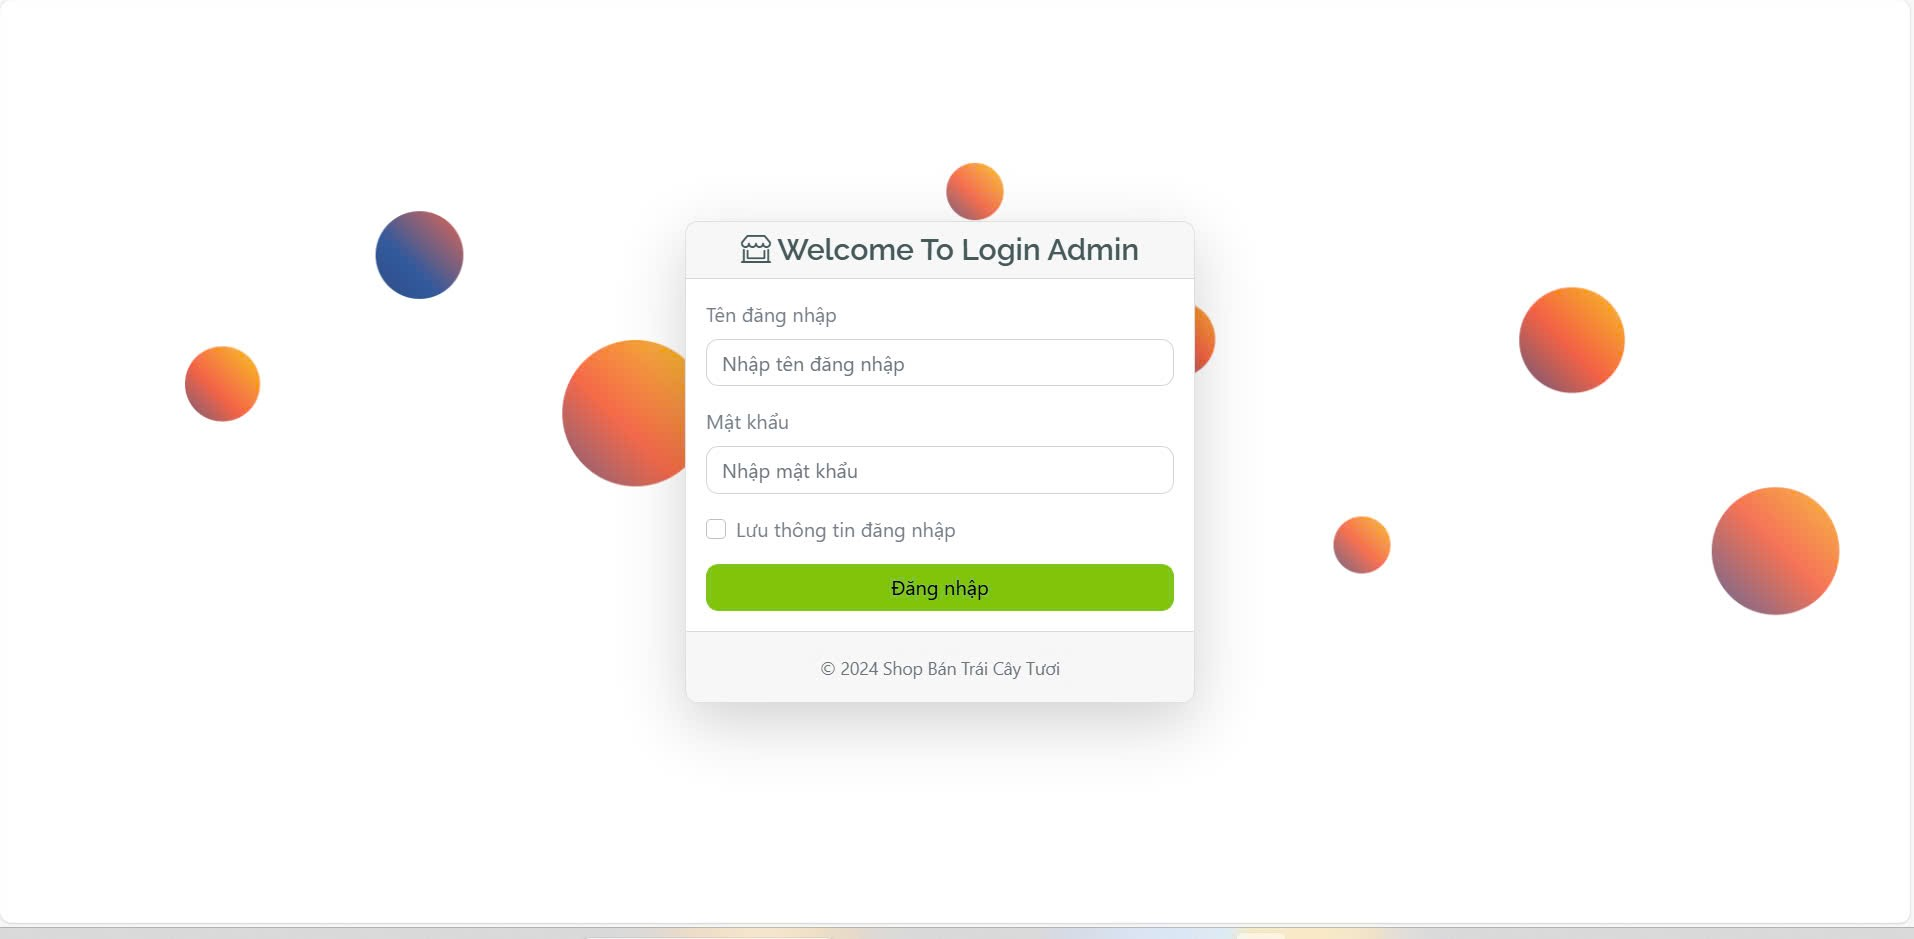 Welcome To Login Admin
Tên đăng nhập
Nhập tên đăng nhập
Mật khẩu
Nhập mật khẩu
Lưu thông tin đăng nhập
Đăng nhập
© 2024 Shop Bán Trái Cây Tươi